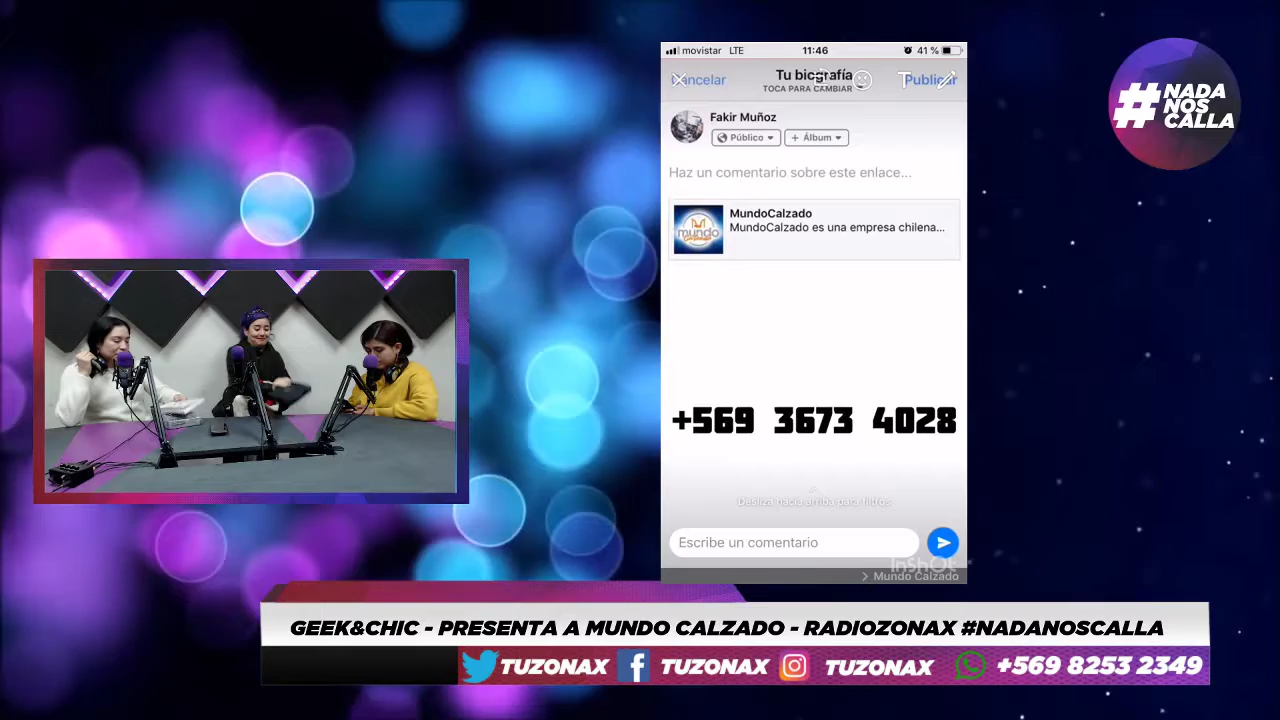 movistar LTE 11:46 41 %
Cancelar Tu biografía Publicar
TOCA PARA CAMBIAR
Fakir Muñoz
Público + Álbum
Haz un comentario sobre este enlace...
MundoCalzado
MundoCalzado es una empresa chilena...
mundo
+569 3673 4028
Desliza hacia arriba para filtros
Escribe un comentario
InShOt
> Mundo Calzado
#NADA
NOS
CALLA
GEEK&CHIC - PRESENTA A MUNDO CALZADO - RADIOZONAX #NADANOSCALLA
TUZONAX TUZONAX TUZONAX +569 8253 2349